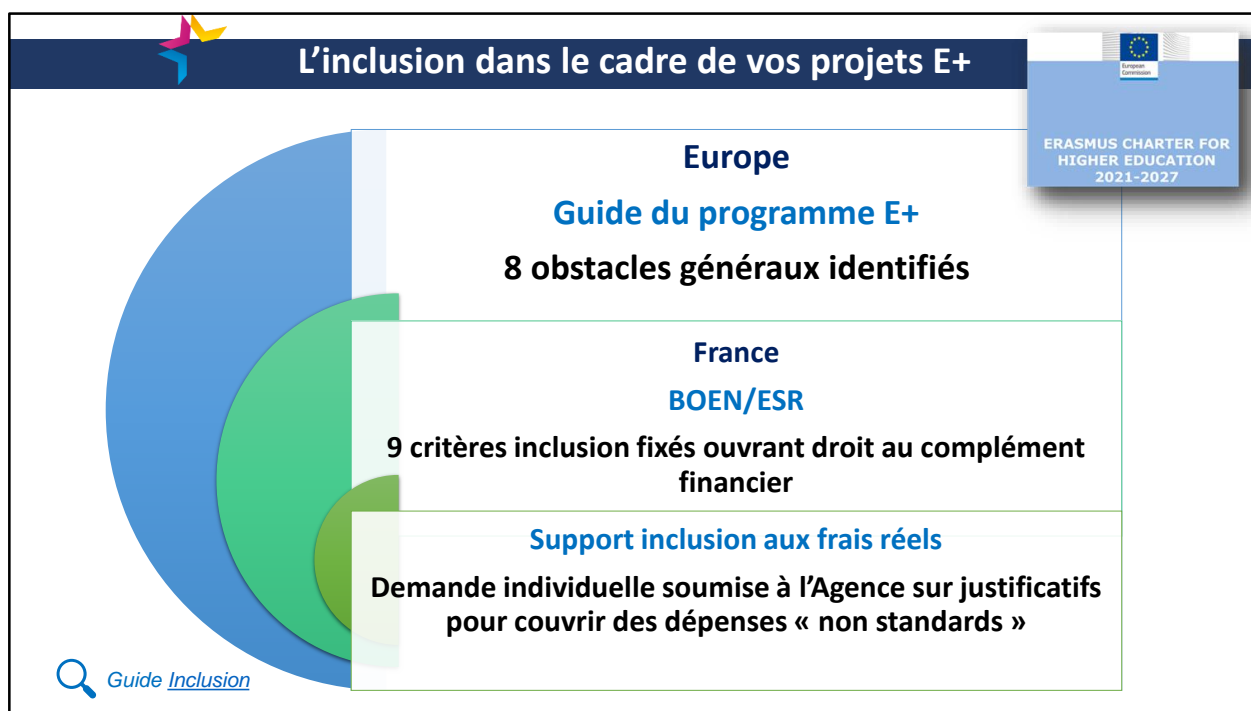 L’inclusion dans le cadre de vos projets E+
European
Commission
ERASMUS CHARTER FOR
HIGHER EDUCATION
2021-2027
Europe
Guide du programme E+
8 obstacles généraux identifiés
France
BOEN/ESR
9 critères inclusion fixés ouvrant droit au complément
financier
Support inclusion aux frais réels
Demande individuelle soumise à l’Agence sur justificatifs
pour couvrir des dépenses « non standards »
Guide Inclusion